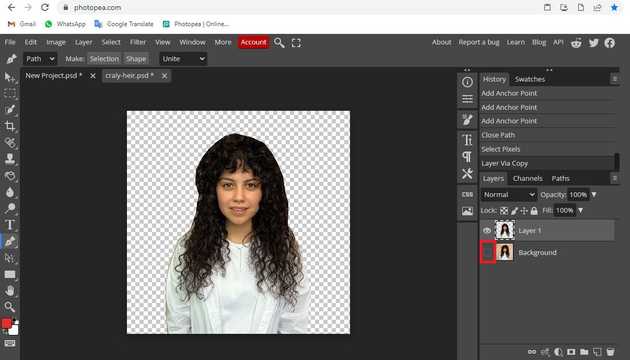 photopea.com
Gmail WhatsApp Google Translate Photopea | Onlinec...
File Edit Image Layer Select Filter View Window More Account About Report a bug Learn Blog API
Path Make: Selection Shape Unite
New Project.psd * craly-heir.psd *
History Swatches
Add Anchor Point
Add Anchor Point
Add Anchor Point
Close Path
Select Pixels
Layer Via Copy
Layers Channels Paths
Normal Opacity: 100%
Lock: Fill: 100%
Layer 1
Background
CSS